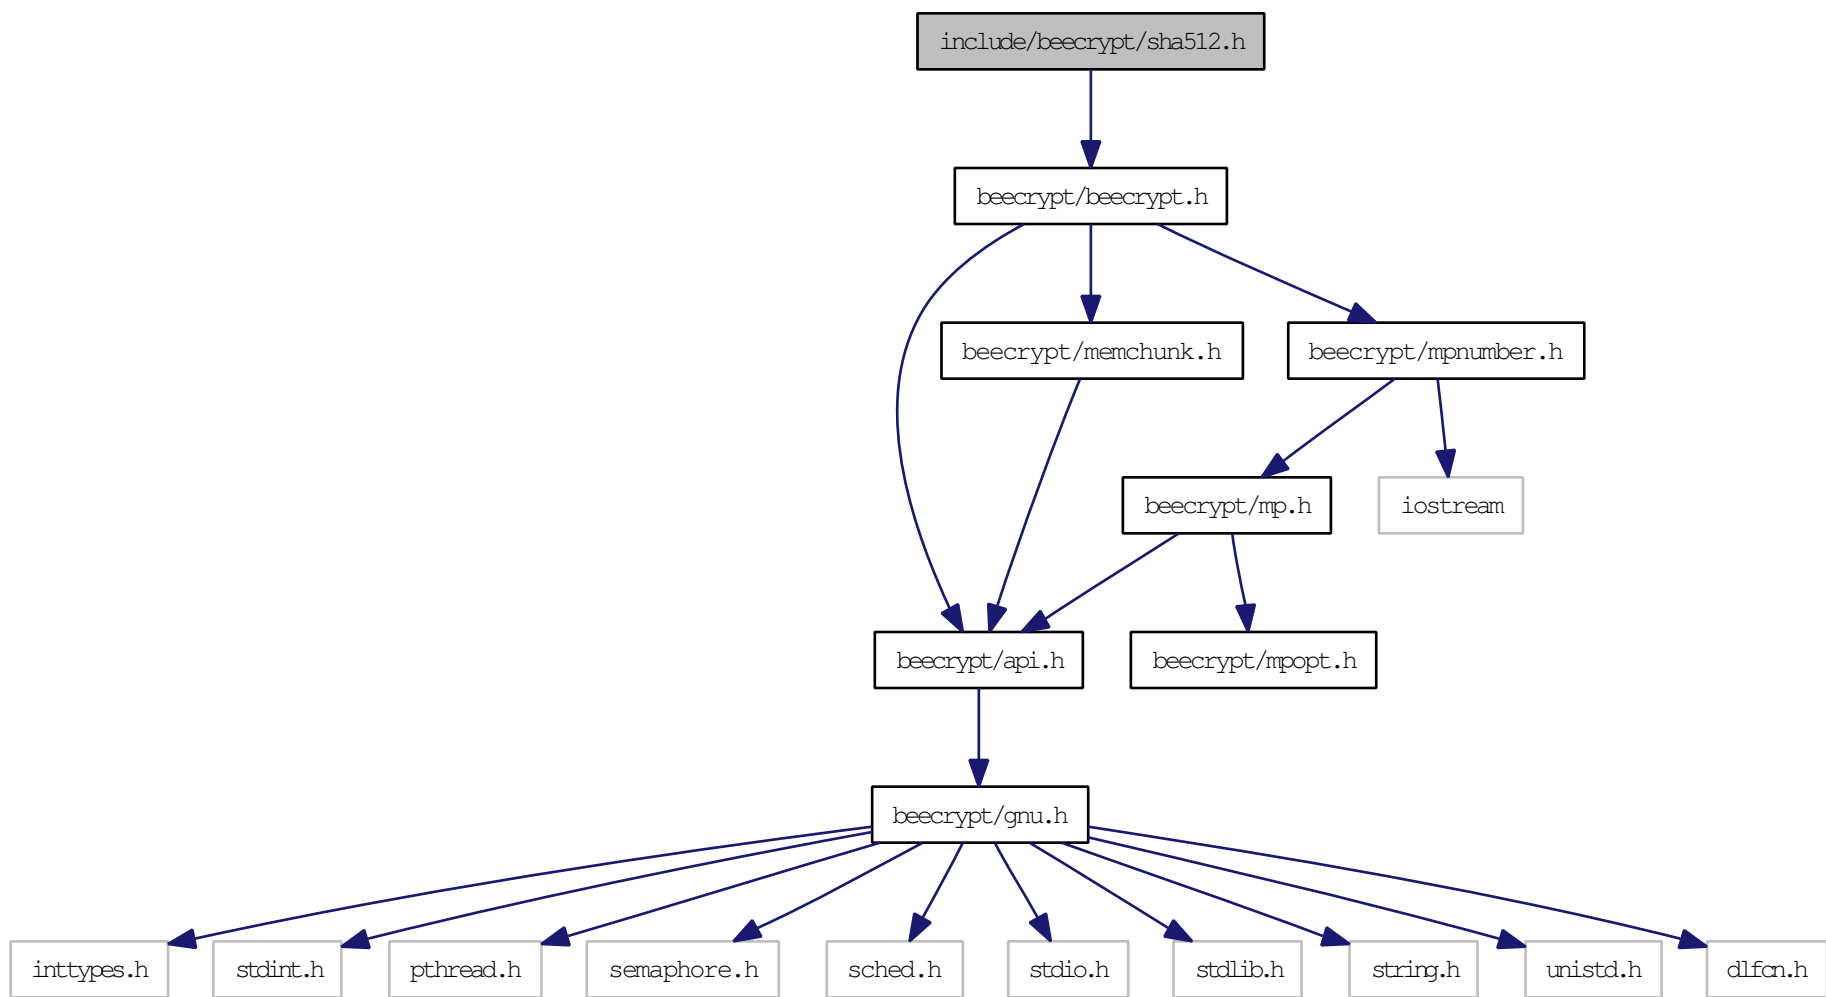 include/beecrypt/sha512.h
beecrypt/beecrypt.h
beecrypt/memchunk.h
beecrypt/mpnumber.h
beecrypt/mp.h
iostream
beecrypt/api.h
beecrypt/mpopt.h
beecrypt/gnu.h
inttypes.h
stdint.h
pthread.h
semaphore.h
sched.h
stdio.h
stdlib.h
string.h
unistd.h
dlfcn.h